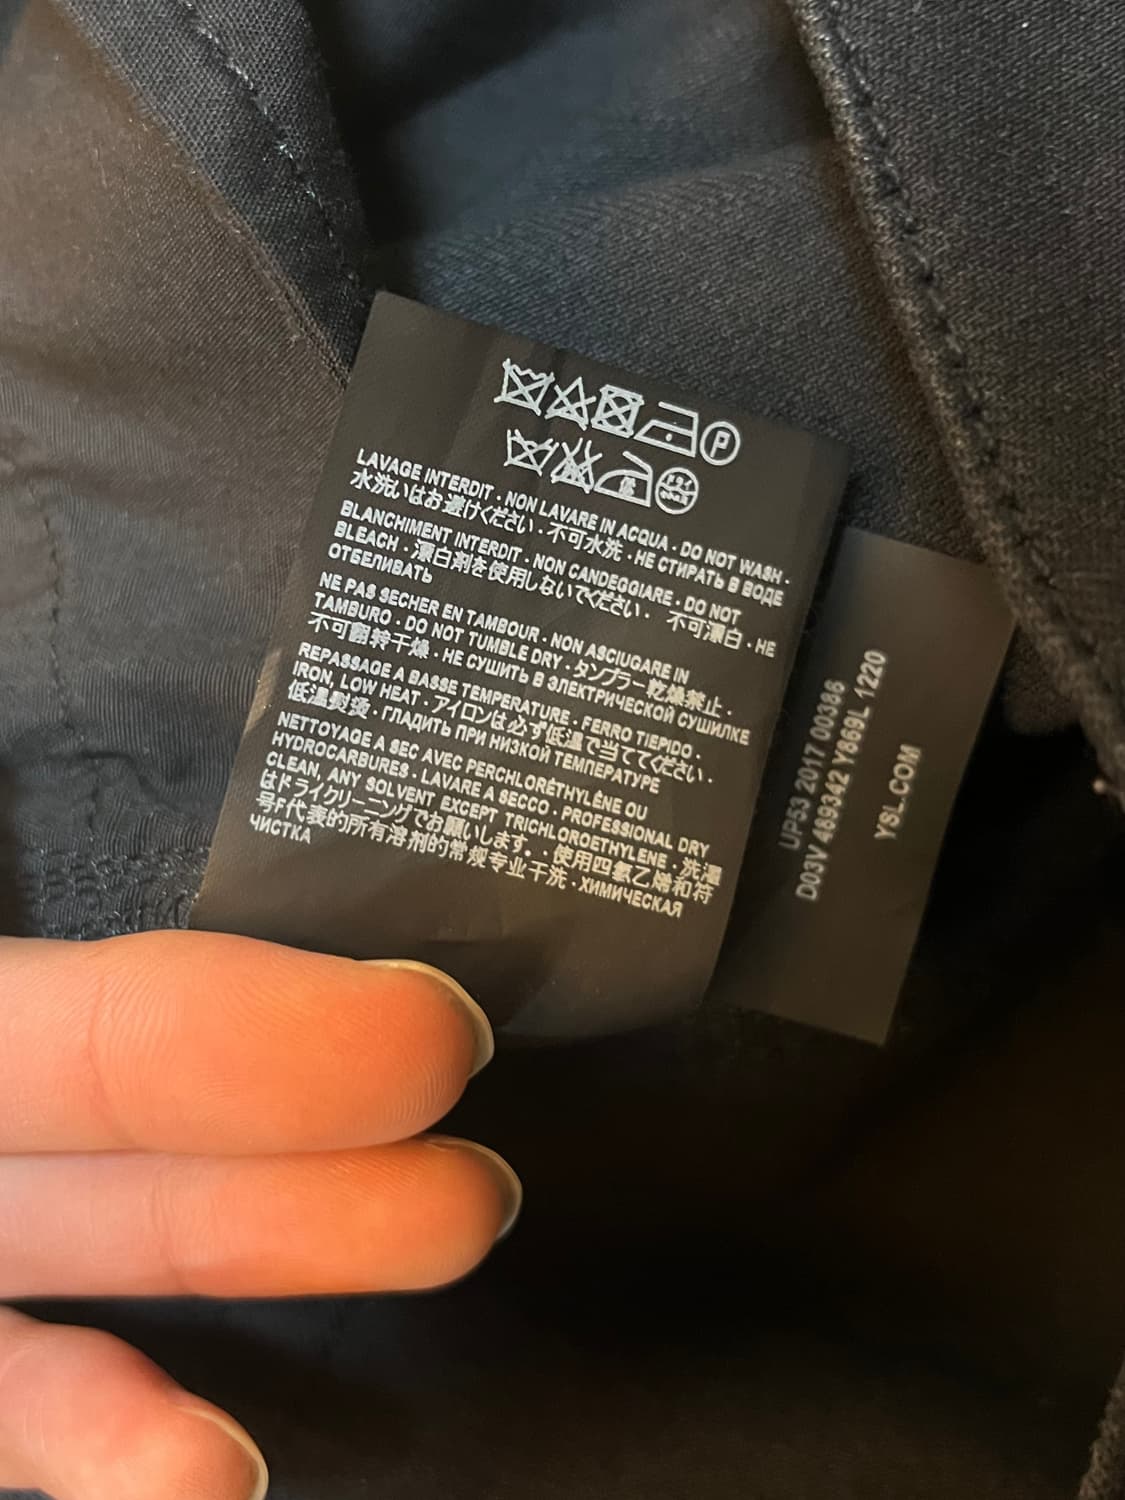 P
LAVAGE INTERDIT . NON LAVARE IN ACQUA . DO NOT WASH .
水洗いはお避けください . 不可水洗 . НЕ СТИРАТЬ В ВОДЕ
BLANCHIMENT INTERDIT . NON CANDEGGIARE . DO NOT
BLEACH . 漂白剤を使用しないでください . 不可漂白 . НЕ
ОТБЕЛИВАТЬ
NE PAS SECHER EN TAMBOUR . NON ASCIUGARE IN
TAMBURO . DO NOT TUMBLE DRY . タンブラー乾燥禁止 .
不可翻转干燥 . НЕ СУШИТЬ В ЭЛЕКТРИЧЕСКОЙ СУШИЛКЕ
REPASSAGE A BASSE TEMPERATURE . FERRO TIEPIDO .
IRON, LOW HEAT . アイロンは必ず低温で当ててください .
低温熨烫 . ГЛАДИТЬ ПРИ НИЗКОЙ ТЕМПЕРАТУРЕ
NETTOYAGE A SEC AVEC PERCHLORÉTHYLÈNE OU
HYDROCARBURES . LAVARE A SECCO . PROFESSIONAL DRY
CLEAN, ANY SOLVENT EXCEPT TRICHLOROETHYLENE . 洗濯
はドライクリーニングでお願いします. . 使用四氯乙烯和符
号F代表的所有溶剂的常规专业干洗 . ХИМИЧЕСКАЯ
ЧИСТКА
UP53 2017 00386
D03V 469342 Y869L 1220
YSL.COM